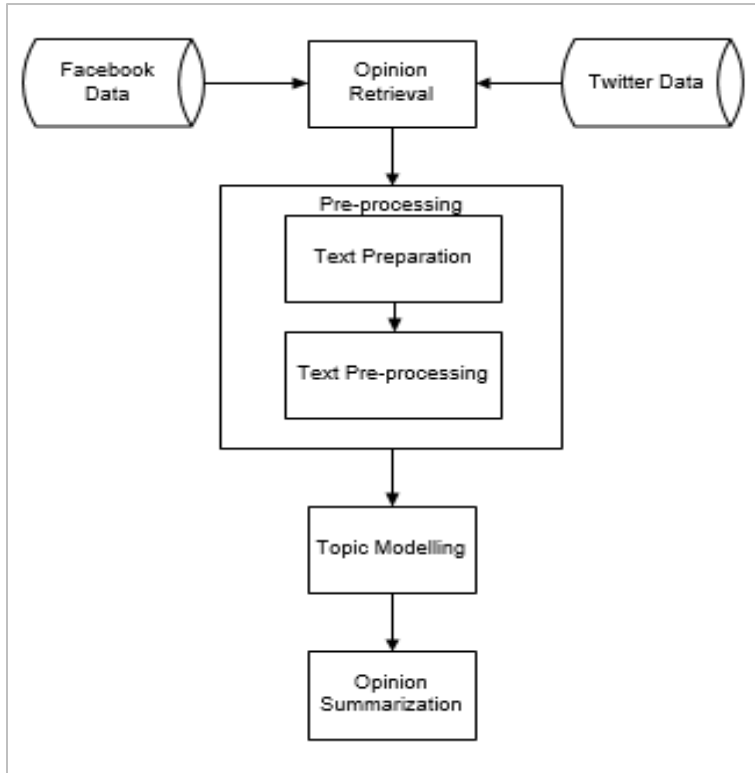 Facebook
Data
Opinion
Retrieval
Twitter Data
Pre-processing
Text Preparation
Text Pre-processing
Topic Modelling
Opinion
Summarization